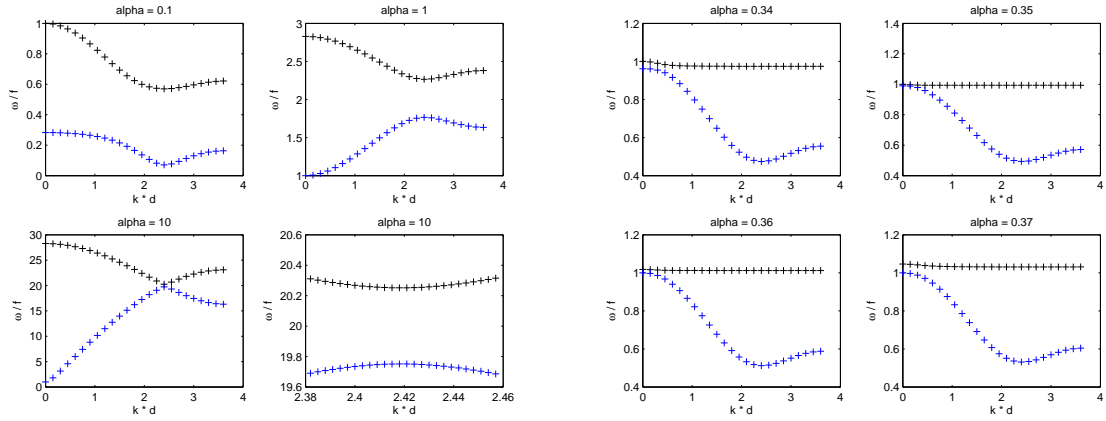 alpha = 0.1
1
0.8
0.6
0.4
0.2
0
ω / f
0 1 2 3 4
k * d
alpha = 1
3
2.5
2
1.5
1
ω / f
0 1 2 3 4
k * d
alpha = 0.34
1.2
1
0.8
0.6
0.4
ω / f
0 1 2 3 4
k * d
alpha = 0.35
1.2
1
0.8
0.6
0.4
ω / f
0 1 2 3 4
k * d
alpha = 10
30
25
20
15
10
5
0
ω / f
0 1 2 3 4
k * d
alpha = 10
20.6
20.4
20.2
20
19.8
19.6
ω / f
2.38 2.4 2.42 2.44 2.46
k * d
alpha = 0.36
1.2
1
0.8
0.6
0.4
ω / f
0 1 2 3 4
k * d
alpha = 0.37
1.2
1
0.8
0.6
0.4
ω / f
0 1 2 3 4
k * d